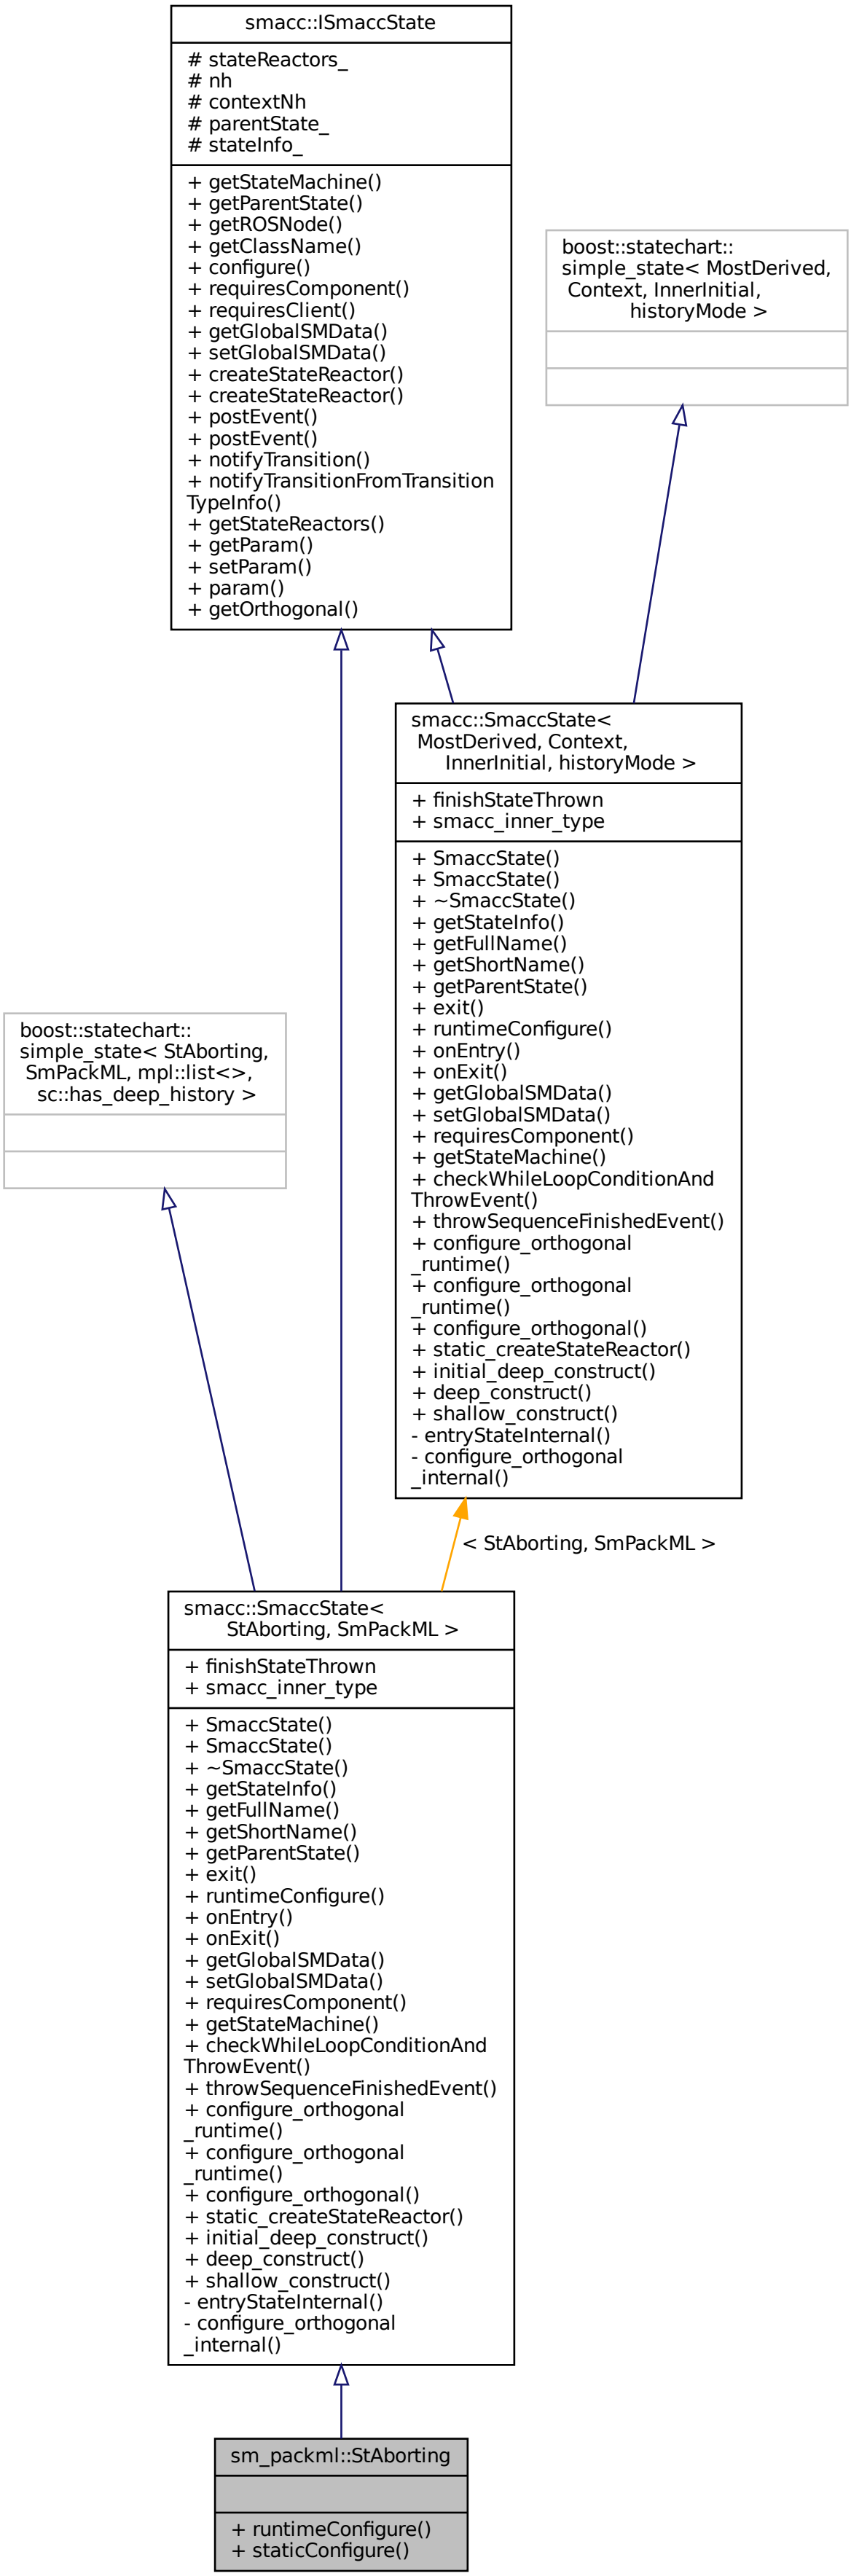 smacc::ISmaccState
# stateReactors_
# nh
# contextNh
# parentState_
# stateInfo_
+ getStateMachine()
+ getParentState()
+ getROSNode()
+ getClassName()
+ configure()
+ requiresComponent()
+ requiresClient()
+ getGlobalSMData()
+ setGlobalSMData()
+ createStateReactor()
+ createStateReactor()
+ postEvent()
+ postEvent()
+ notifyTransition()
+ notifyTransitionFromTransition
TypeInfo()
+ getStateReactors()
+ getParam()
+ setParam()
+ param()
+ getOrthogonal()
boost::statechart::
simple_state< MostDerived,
Context, InnerInitial,
historyMode >
smacc::SmaccState<
MostDerived, Context,
InnerInitial, historyMode >
+ finishStateThrown
+ smacc_inner_type
+ SmaccState()
+ SmaccState()
+ ~SmaccState()
+ getStateInfo()
+ getFullName()
+ getShortName()
+ getParentState()
+ exit()
+ runtimeConfigure()
+ onEntry()
+ onExit()
+ getGlobalSMData()
+ setGlobalSMData()
+ requiresComponent()
+ getStateMachine()
+ checkWhileLoopConditionAnd
ThrowEvent()
+ throwSequenceFinishedEvent()
+ configure_orthogonal
_runtime()
+ configure_orthogonal
_runtime()
+ configure_orthogonal()
+ static_createStateReactor()
+ initial_deep_construct()
+ deep_construct()
+ shallow_construct()
- entryStateInternal()
- configure_orthogonal
_internal()
boost::statechart::
simple_state< StAborting,
SmPackML, mpl::list<>,
sc::has_deep_history >
< StAborting, SmPackML >
smacc::SmaccState<
StAborting, SmPackML >
+ finishStateThrown
+ smacc_inner_type
+ SmaccState()
+ SmaccState()
+ ~SmaccState()
+ getStateInfo()
+ getFullName()
+ getShortName()
+ getParentState()
+ exit()
+ runtimeConfigure()
+ onEntry()
+ onExit()
+ getGlobalSMData()
+ setGlobalSMData()
+ requiresComponent()
+ getStateMachine()
+ checkWhileLoopConditionAnd
ThrowEvent()
+ throwSequenceFinishedEvent()
+ configure_orthogonal
_runtime()
+ configure_orthogonal
_runtime()
+ configure_orthogonal()
+ static_createStateReactor()
+ initial_deep_construct()
+ deep_construct()
+ shallow_construct()
- entryStateInternal()
- configure_orthogonal
_internal()
sm_packml::StAborting
+ runtimeConfigure()
+ staticConfigure()